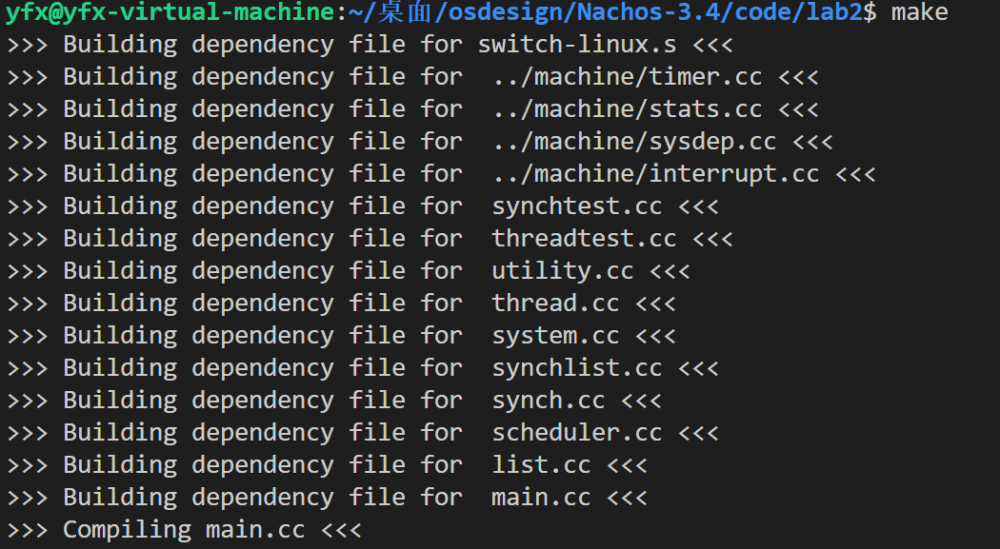 yfx@yfx-virtual-machine:~/桌面/osdesign/Nachos-3.4/code/lab2$ make
>>> Building dependency file for switch-linux.s <<<
>>> Building dependency file for  ../machine/timer.cc <<<
>>> Building dependency file for  ../machine/stats.cc <<<
>>> Building dependency file for  ../machine/sysdep.cc <<<
>>> Building dependency file for  ../machine/interrupt.cc <<<
>>> Building dependency file for  synchtest.cc <<<
>>> Building dependency file for  threadtest.cc <<<
>>> Building dependency file for  utility.cc <<<
>>> Building dependency file for  thread.cc <<<
>>> Building dependency file for  system.cc <<<
>>> Building dependency file for  synchlist.cc <<<
>>> Building dependency file for  synch.cc <<<
>>> Building dependency file for  scheduler.cc <<<
>>> Building dependency file for  list.cc <<<
>>> Building dependency file for  main.cc <<<
>>> Compiling main.cc <<<